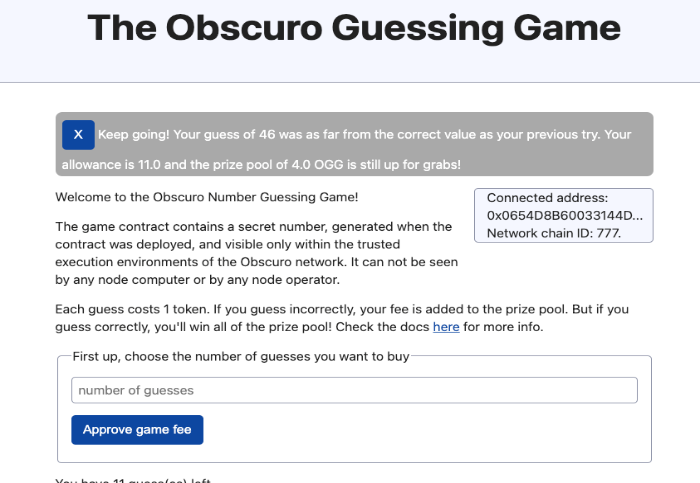 The Obscuro Guessing Game
X Keep going! Your guess of 46 was as far from the correct value as your previous try. Your
allowance is 11.0 and the prize pool of 4.0 OGG is still up for grabs!
Welcome to the Obscuro Number Guessing Game!
Connected address:
0x0654D8B60033144D...
Network chain ID: 777.
The game contract contains a secret number, generated when the
contract was deployed, and visible only within the trusted
execution environments of the Obscuro network. It can not be seen
by any node computer or by any node operator.
Each guess costs 1 token. If you guess incorrectly, your fee is added to the prize pool. But if you
guess correctly, you'll win all of the prize pool! Check the docs here for more info.
First up, choose the number of guesses you want to buy
number of guesses
Approve game fee
You have 11 guess(es) left